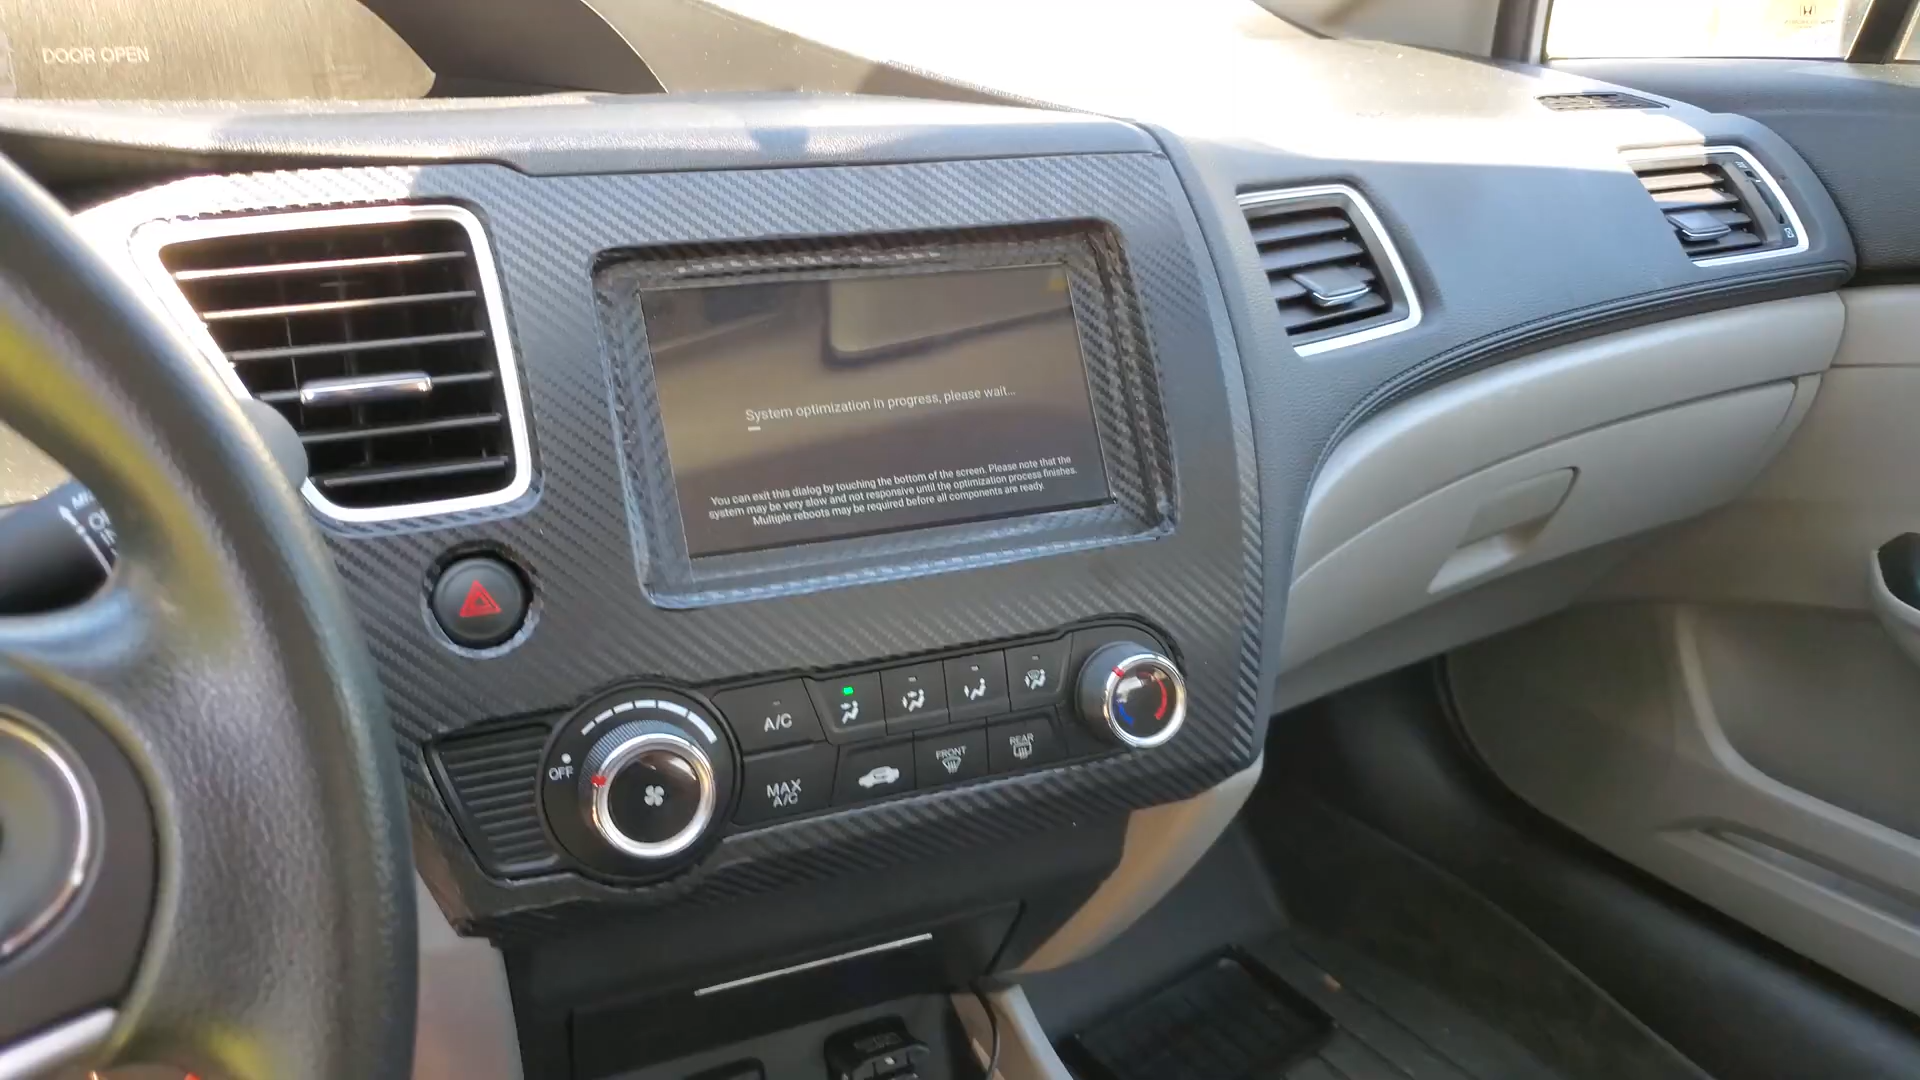 DOOR OPEN
System optimization in progress, please wait...
You can exit this dialog by touching the bottom of the screen. Please note that the
system may be very slow and not responsive until the optimization process finishes.
Multiple reboots may be required before all components are ready.
OFF
A/C
MAX
A/C
FRONT
REAR